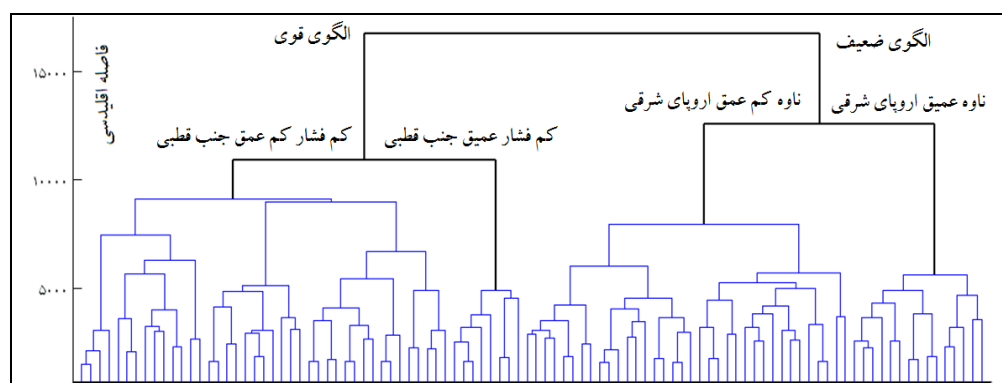 الگوی قوی
الگوی ضعیف
فاصله اقلیدسی
۱۵۰۰۰
ناوه کم عمق اروپای شرقی
ناوه عمیق اروپای شرقی
کم فشار کم عمق جنب قطبی
کم فشار عمیق جنب قطبی
۱۰۰۰۰
۵۰۰۰